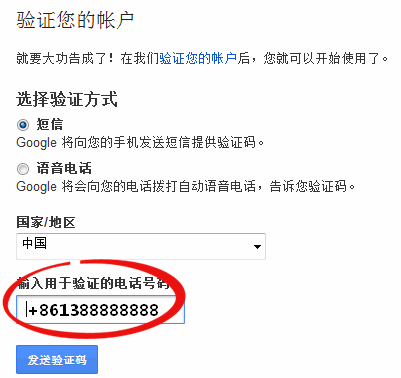 验证您的帐户
就要大功告成了！在我们验证您的帐户后，您就可以开始使用了。
选择验证方式
短信
Google 将向您的手机发送短信提供验证码。
语音电话
Google 将会向您的电话拨打自动语音电话，告诉您验证码。
国家/地区
中国
输入用于验证的电话号码
+861388888888
发送验证码